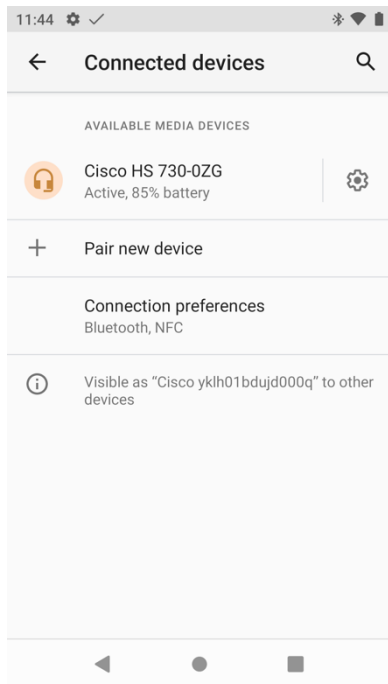 11:44
Connected devices
AVAILABLE MEDIA DEVICES
Cisco HS 730-0ZG
Active, 85% battery
Pair new device
Connection preferences
Bluetooth, NFC
Visible as “Cisco yklh01bdujd000q” to other
devices